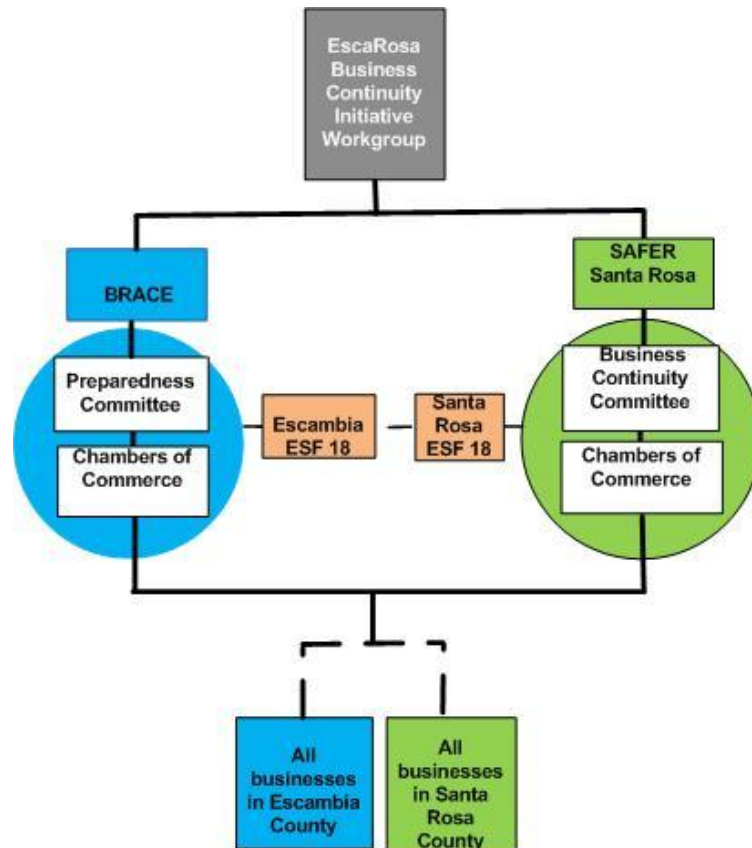 EscaRosa
Business
Continuity
Initiative
Workgroup
BRACE
SAFER
Santa Rosa
Preparedness
Committee
Chambers of
Commerce
Escambia
ESF 18
Santa
Rosa
ESF 18
Business
Continuity
Committee
Chambers of
Commerce
All
businesses
in Escambia
County
All
businesses
in Santa
Rosa
County